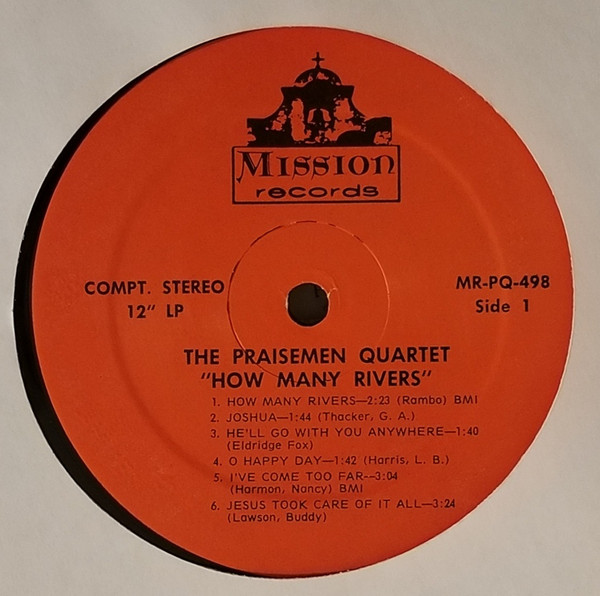 Mission
records
COMPT. STEREO
12" LP
MR-PQ-498
Side 1
THE PRAISEMEN QUARTET
"HOW MANY RIVERS"
1. HOW MANY RIVERS—2:23 (Rambo) BMI
2. JOSHUA—1:44 (Thacker, G. A.)
3. HE'LL GO WITH YOU ANYWHERE—1:40
(Eldridge Fox)
4. O HAPPY DAY—1:42 (Harris, L. B.)
5. I'VE COME TOO FAR--3:04
(Harmon, Nancy) BMI
6. JESUS TOOK CARE OF IT ALL—3:24
(Lawson, Buddy)